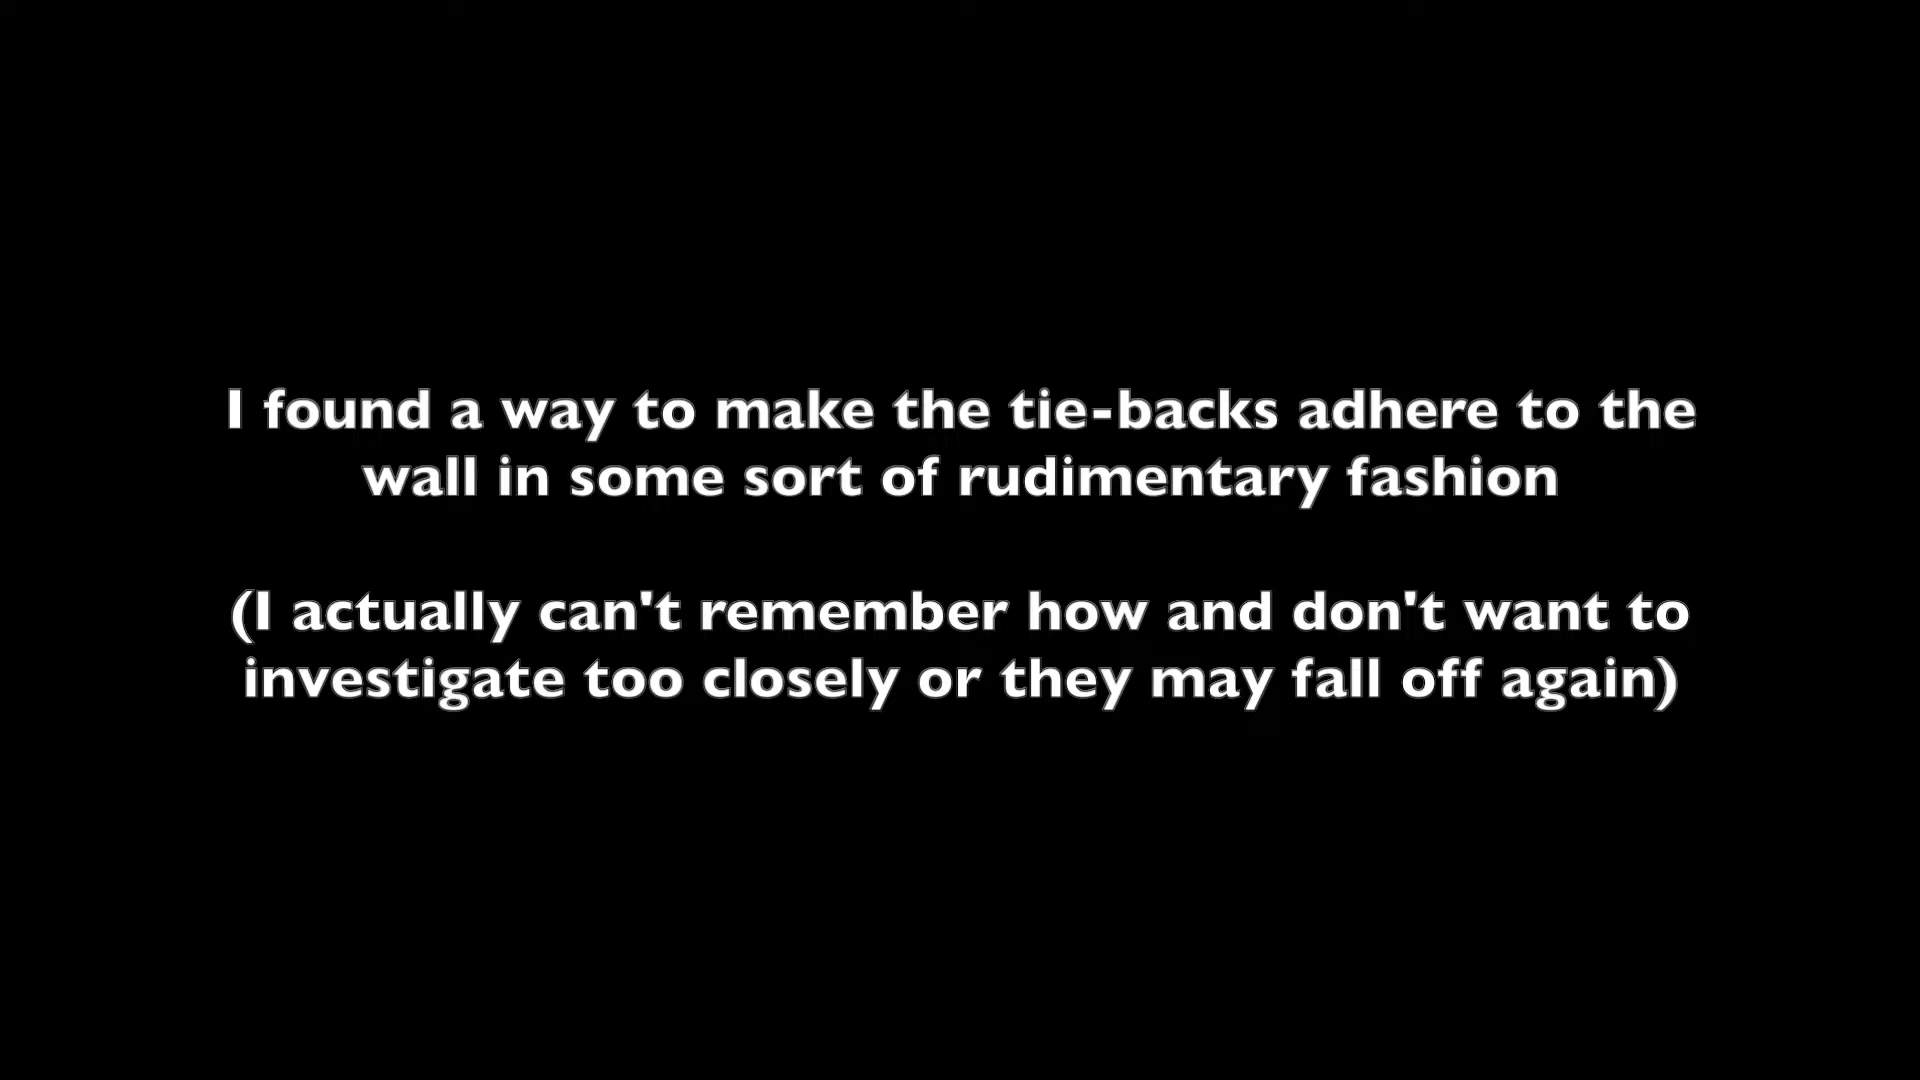 I found a way to make the tie-backs adhere to the
wall in some sort of rudimentary fashion
(I actually can't remember how and don't want to
investigate too closely or they may fall off again)